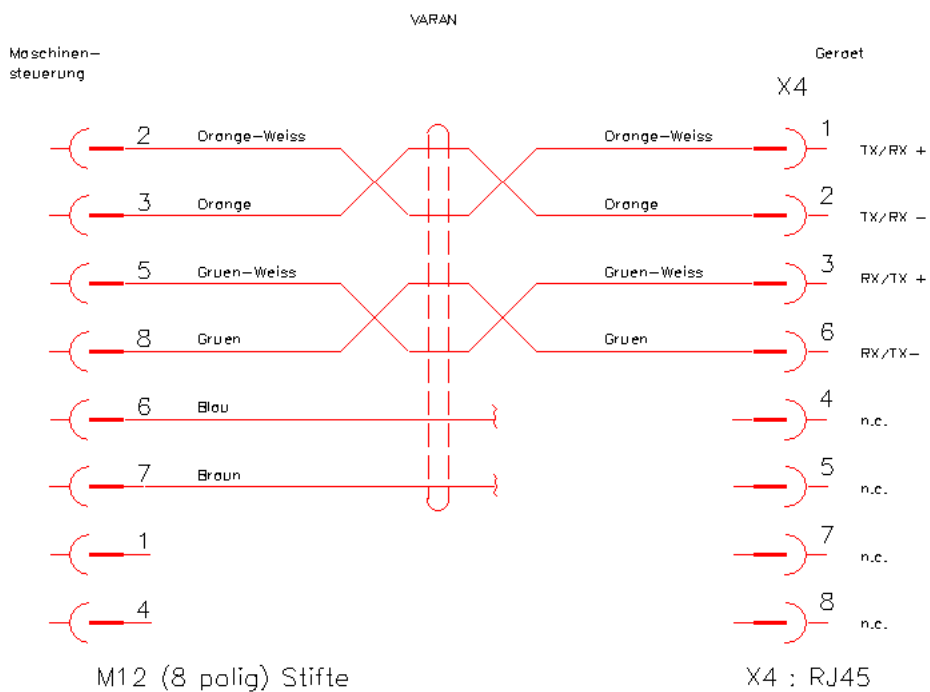 VARAN
Maschinen-
steuerung
Geraet
X4
2 Orange-Weiss Orange-Weiss 1 TX/RX +
3 Orange Orange 2 TX/RX -
5 Gruen-Weiss Gruen-Weiss 3 RX/TX +
8 Gruen Gruen 6 RX/TX-
6 Blau 4 n.c.
7 Braun 5 n.c.
1 7 n.c.
4 8 n.c.
M12 (8 polig) Stifte X4 : RJ45